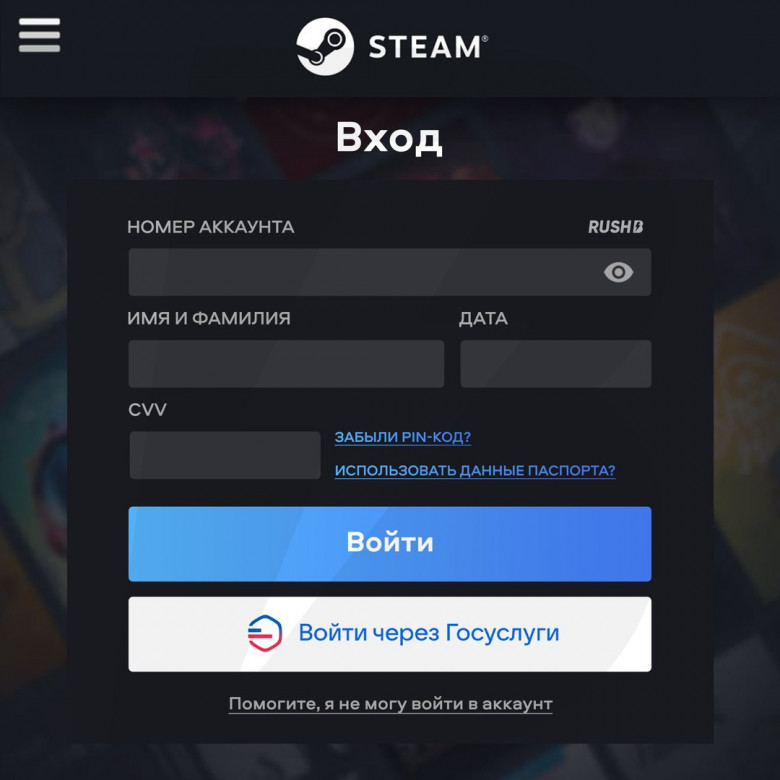 STEAM®
Вход
НОМЕР АККАУНТА RUSHB
ИМЯ И ФАМИЛИЯ ДАТА
CVV
ЗАБЫЛИ PIN-КОД?
ИСПОЛЬЗОВАТЬ ДАННЫЕ ПАСПОРТА?
Войти
Войти через Госуслуги
Помогите, я не могу войти в аккаунт